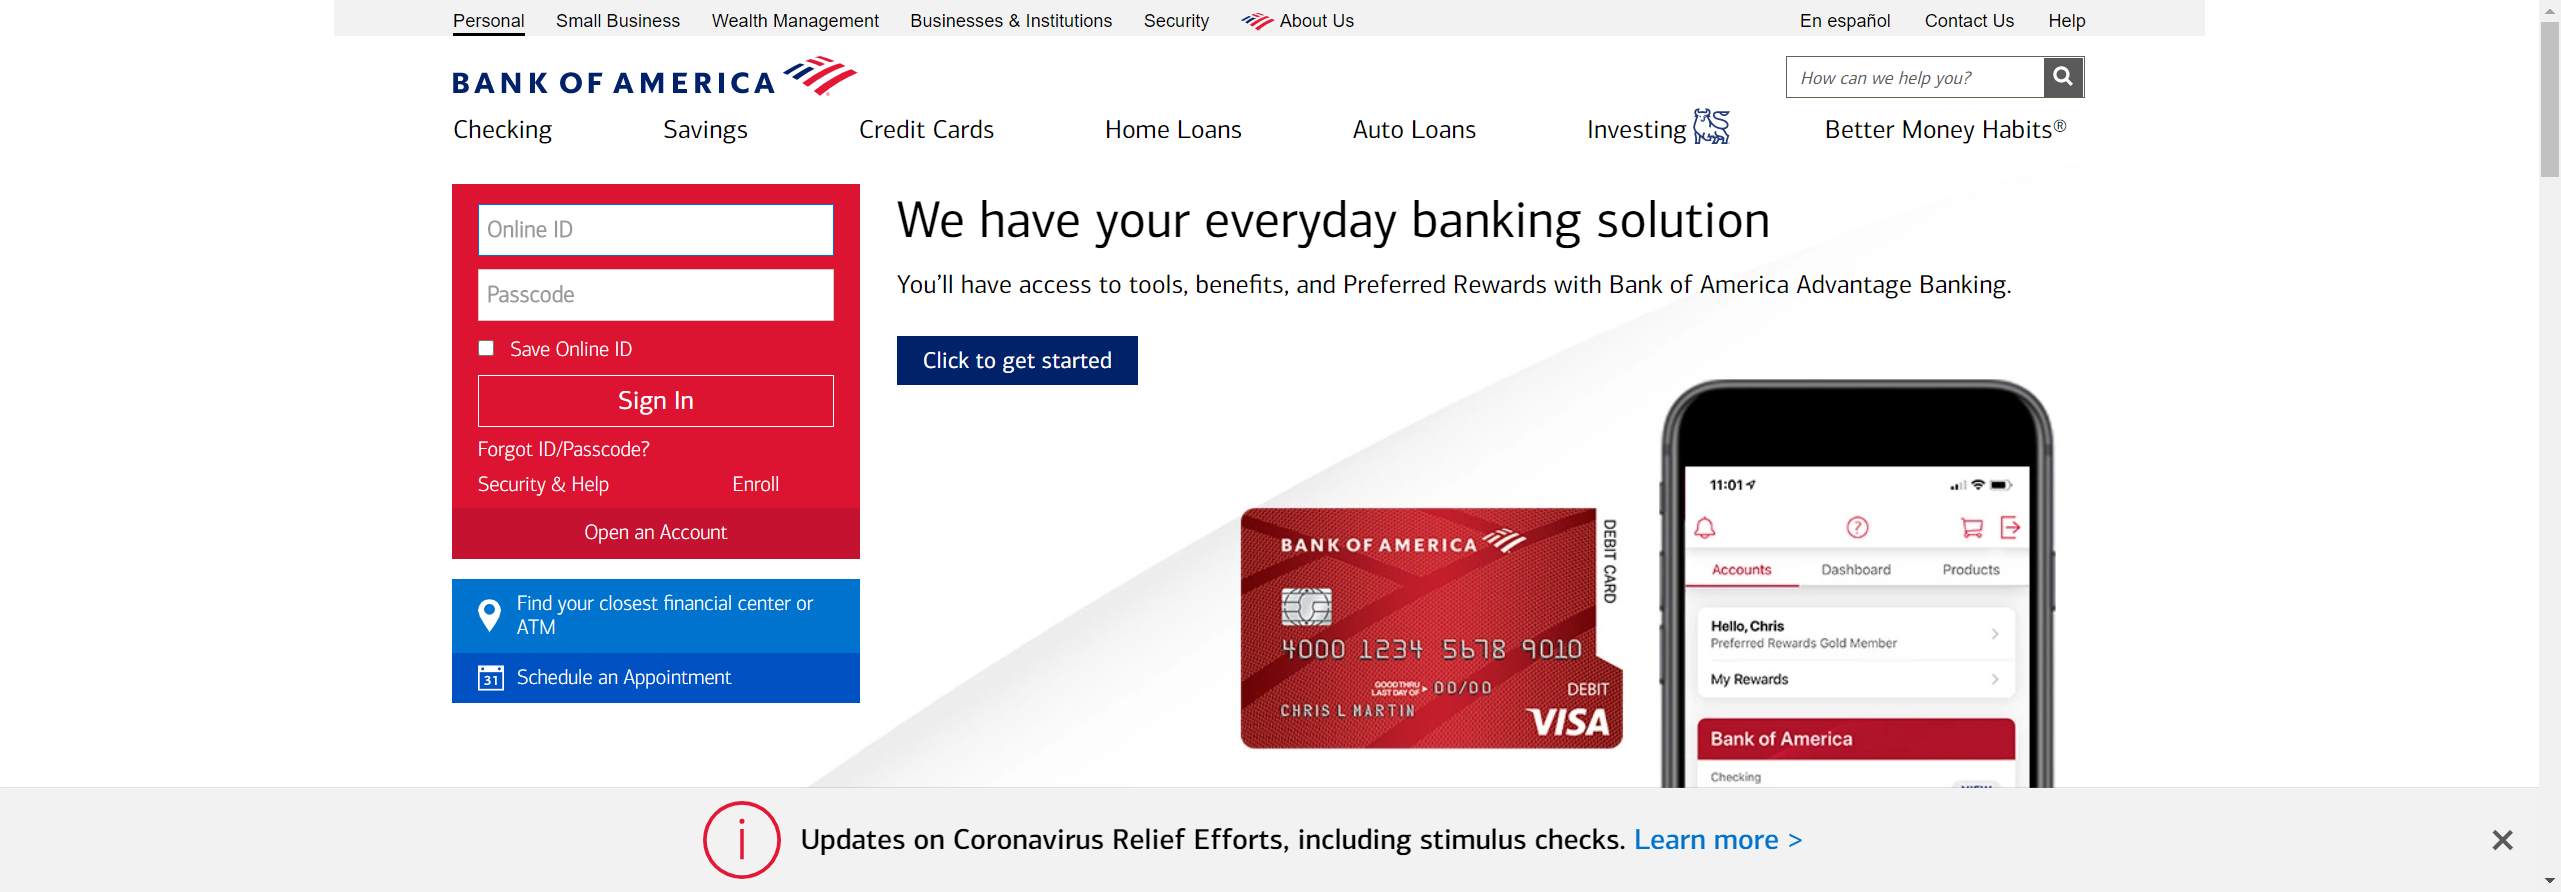 Personal Small Business Wealth Management Businesses & Institutions Security About Us En español Contact Us Help
BANK OF AMERICA
How can we help you?
Checking Savings Credit Cards Home Loans Auto Loans Investing Better Money Habits®
Online ID
Passcode
Save Online ID
Sign In
Forgot ID/Passcode?
Security & Help Enroll
Open an Account
Find your closest financial center or
ATM
31 Schedule an Appointment
We have your everyday banking solution
You'll have access to tools, benefits, and Preferred Rewards with Bank of America Advantage Banking.
Click to get started
BANK OF AMERICA
DEBIT CARD
4000 1234 5678 9010
GOOD THRU
LAST DAY OF 00/00
DEBIT
CHRIS L MARTIN
VISA
11:01
?
Accounts Dashboard Products
Hello, Chris
Preferred Rewards Gold Member
My Rewards
Bank of America
Checking
VIEW
i Updates on Coronavirus Relief Efforts, including stimulus checks. Learn more >